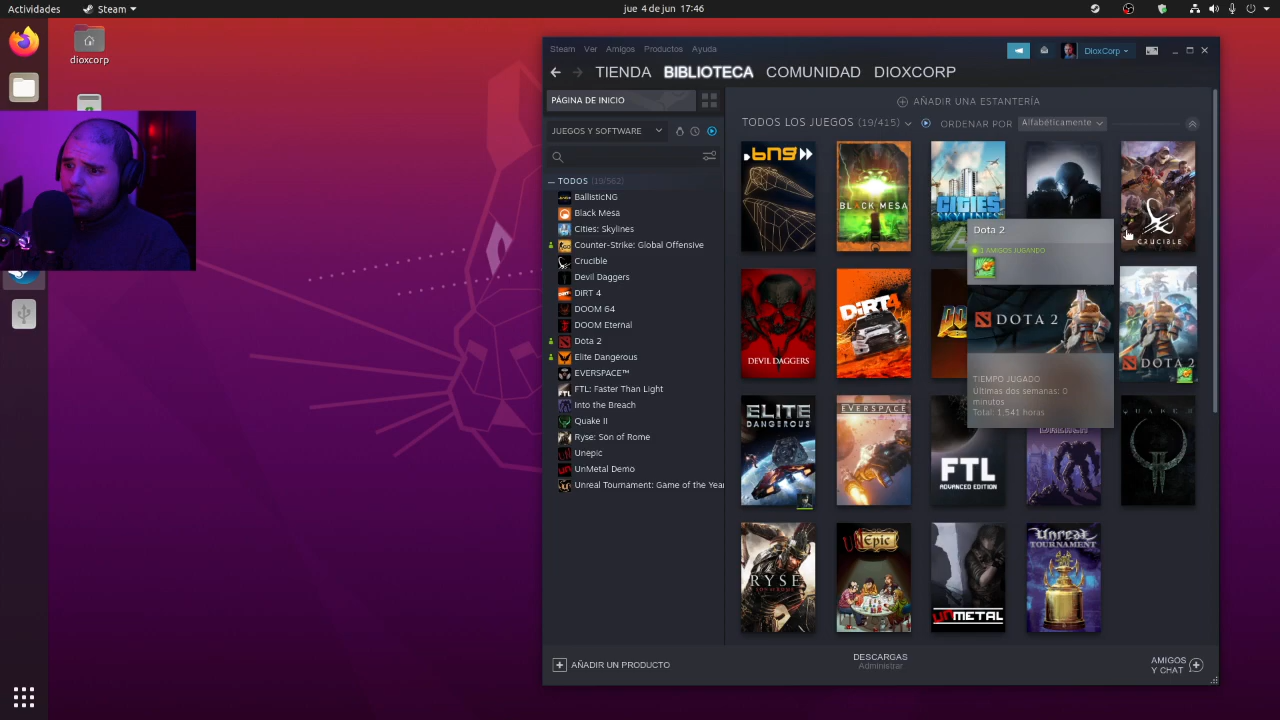 Actividades
Steam
jue 4 de jun 17:46
dioxcorp
Steam Ver Amigos Productos Ayuda
DioxCorp
TIENDA BIBLIOTECA COMUNIDAD DIOXCORP
PÁGINA DE INICIO
JUEGOS Y SOFTWARE
TODOS (19/562)
BallisticNG
Black Mesa
Cities: Skylines
Counter-Strike: Global Offensive
Crucible
Devil Daggers
DiRT 4
DOOM 64
DOOM Eternal
Dota 2
Elite Dangerous
EVERSPACE™
FTL: Faster Than Light
Into the Breach
Quake II
Ryse: Son of Rome
Unepic
UnMetal Demo
Unreal Tournament: Game of the Year
AÑADIR UNA ESTANTERÍA
TODOS LOS JUEGOS (19/415)
ORDENAR POR Alfabéticamente
BNG
BLACK MESA
CITIES
SKYLINES
CRUCIBLE
Dota 2
1 AMIGOS JUGANDO
DOTA 2
TIEMPO JUGADO
Últimas dos semanas: 0
minutos
Total: 1,541 horas
DEVIL DAGGERS
DiRT4
DOTA 2
ELITE
DANGEROUS
EVERSPACE
FTL
ADVANCED EDITION
QUAKE II
RYSE
SON OF ROME
UnEpic
UNMETAL
Unreal
TOURNAMENT
AÑADIR UN PRODUCTO
DESCARGAS
Administrar
AMIGOS
Y CHAT